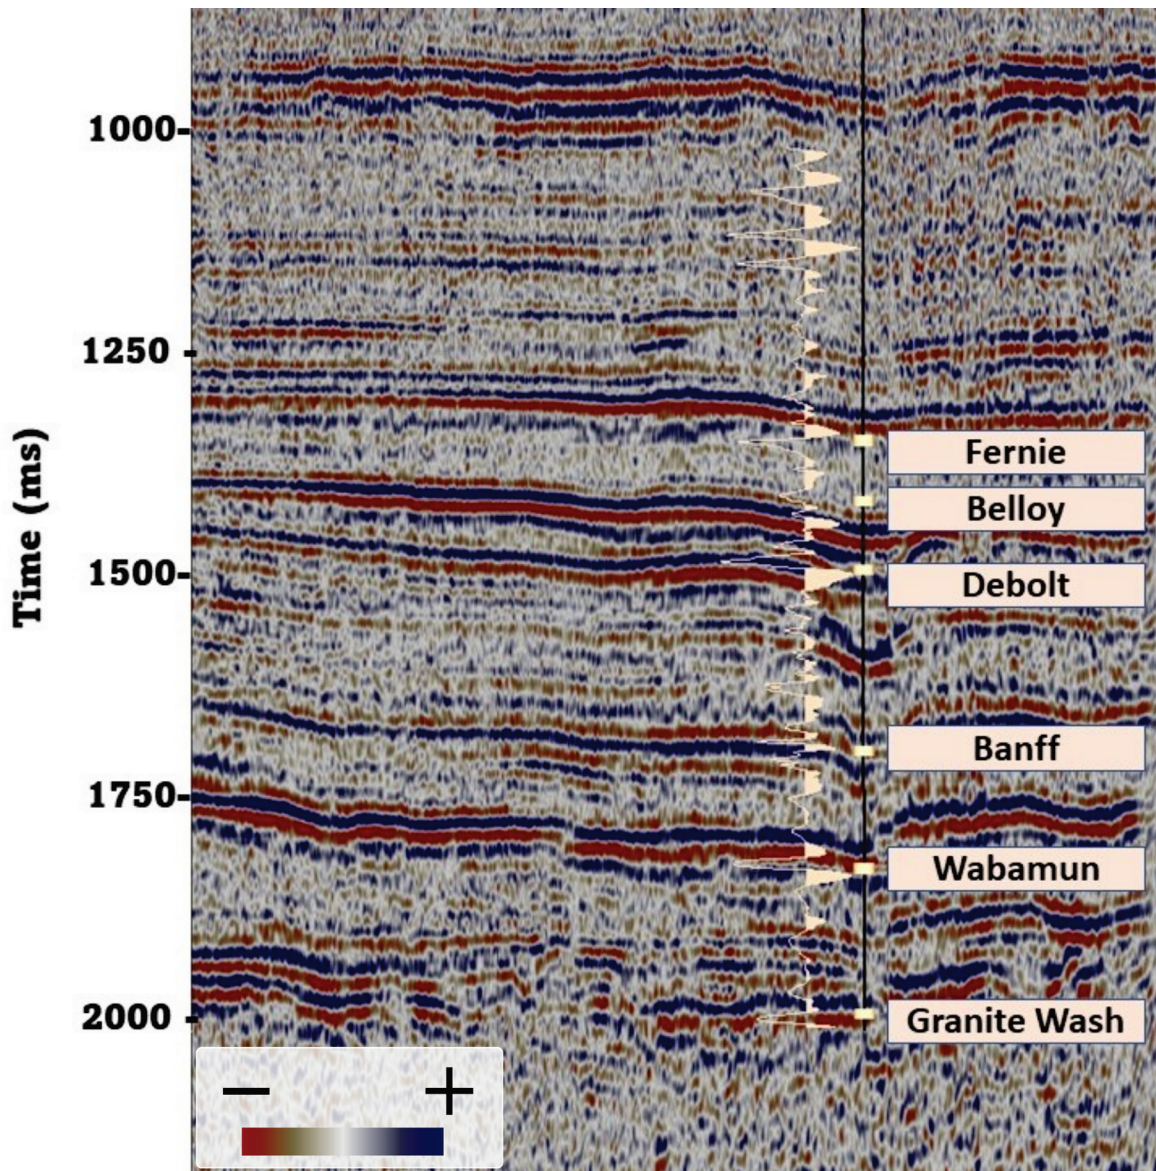 1000
1250
Time (ms)
Fernie
Belloy
1500
Debolt
Banff
1750
Wabamun
2000
Granite Wash
− +